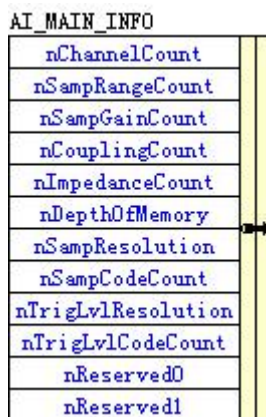 AI_MAIN_INFO
nChannelCount
nSampRangeCount
nSampGainCount
nCouplingCount
nImpedanceCount
nDepthOfMemory
nSampResolution
nSampCodeCount
nTrigLvlResolution
nTrigLvlCodeCount
nReserved0
nReserved1